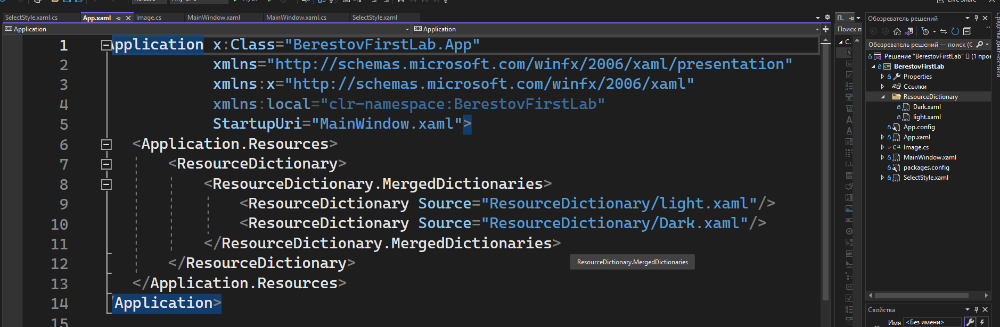 Live Share
SelectStyle.xaml.cs
App.xaml
Image.cs
MainWindow.xaml
MainWindow.xaml.cs
SelectStyle.xaml
Application
Application
1 Application x:Class="BerestovFirstLab.App"
2 xmlns="http://schemas.microsoft.com/winfx/2006/xaml/presentation"
3 xmlns:x="http://schemas.microsoft.com/winfx/2006/xaml"
4 xmlns:local="clr-namespace:BerestovFirstLab"
5 StartupUri="MainWindow.xaml">
6 <Application.Resources>
7 <ResourceDictionary>
8 <ResourceDictionary.MergedDictionaries>
9 <ResourceDictionary Source="ResourceDictionary/light.xaml"/>
10 <ResourceDictionary Source="ResourceDictionary/Dark.xaml"/>
11 </ResourceDictionary.MergedDictionaries>
12 </ResourceDictionary>
13 </Application.Resources>
14 /Application>
15
ResourceDictionary.MergedDictionaries
П.
Поиск п
С.
Обозреватель решений
Обозреватель решений — поиск (C
Решение "BerestovFirstLab" (1 прое
BerestovFirstLab
Properties
Ссылки
ResourceDictionary
Dark.xaml
light.xaml
App.config
App.xaml
C# Image.cs
MainWindow.xaml
packages.config
SelectStyle.xaml
Свойства
Имя <Без имени>
диагностики